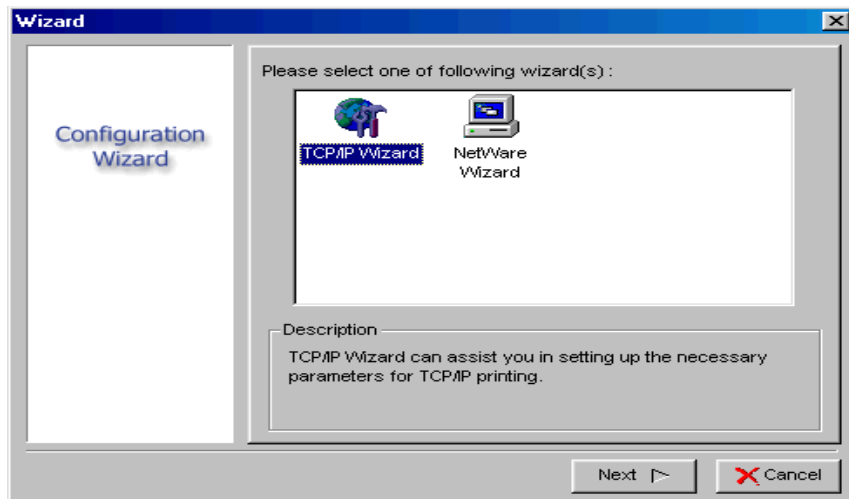 Wizard
Configuration
Wizard
Please select one of following wizard(s) :
TCP/IP Wizard
NetWare
Wizard
Description
TCP/IP Wizard can assist you in setting up the necessary
parameters for TCP/IP printing.
Next
Cancel